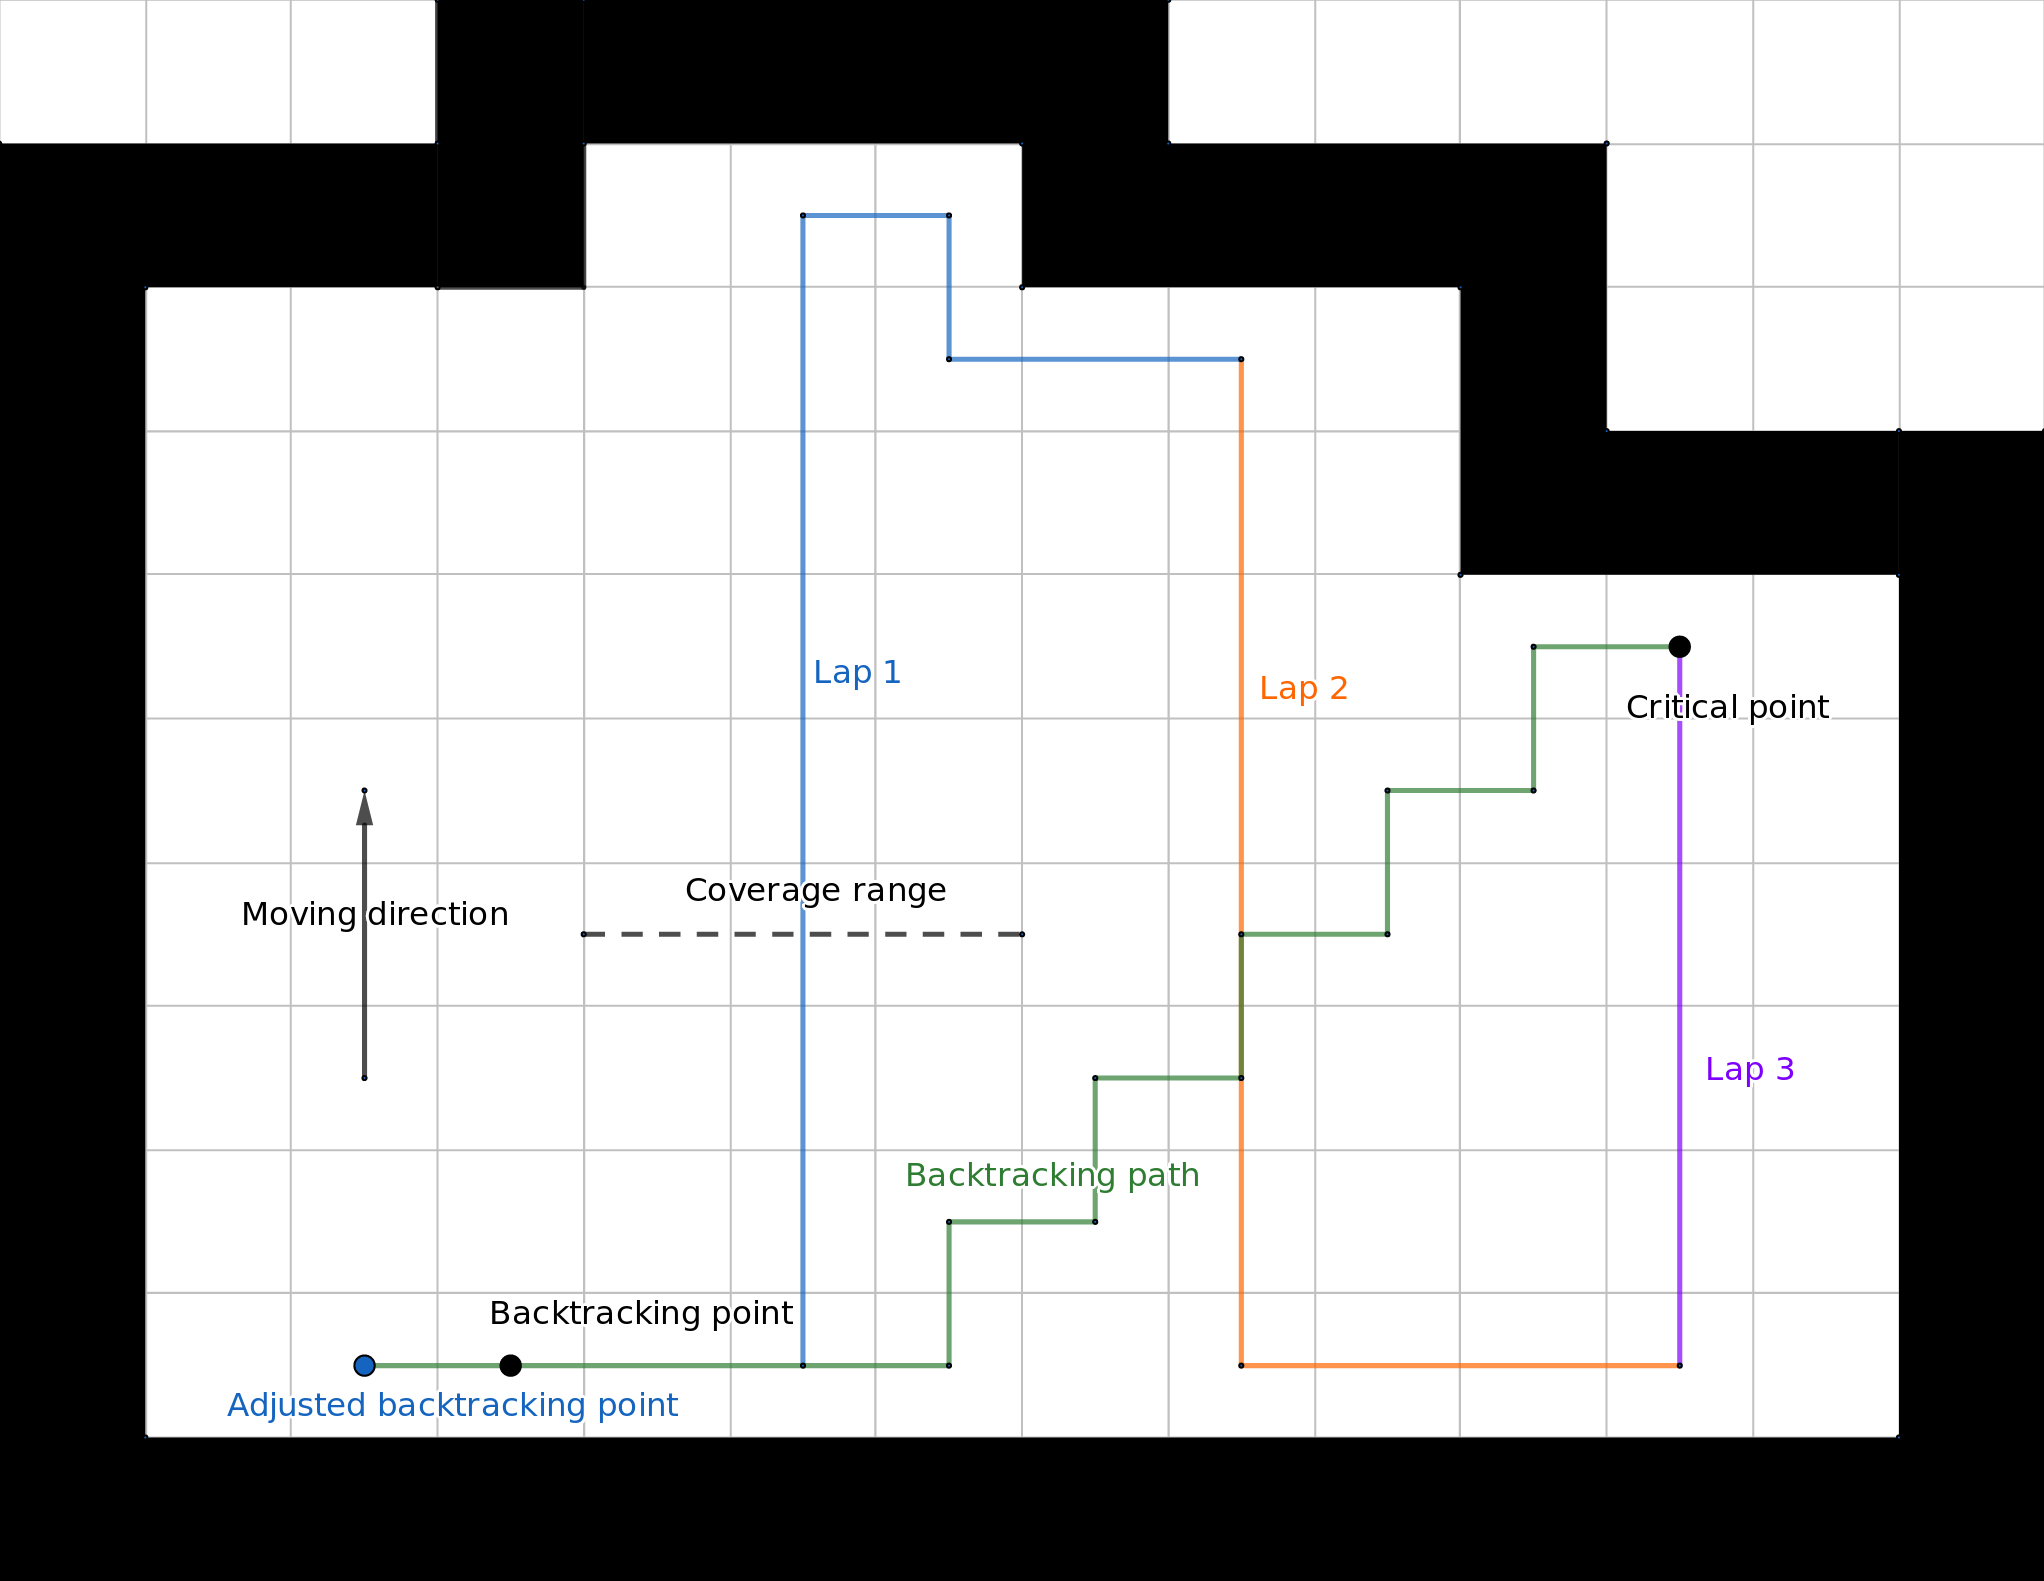 Lap 1
Lap 2
Critical point
Coverage range
Moving direction
Lap 3
Backtracking path
Backtracking point
Adjusted backtracking point